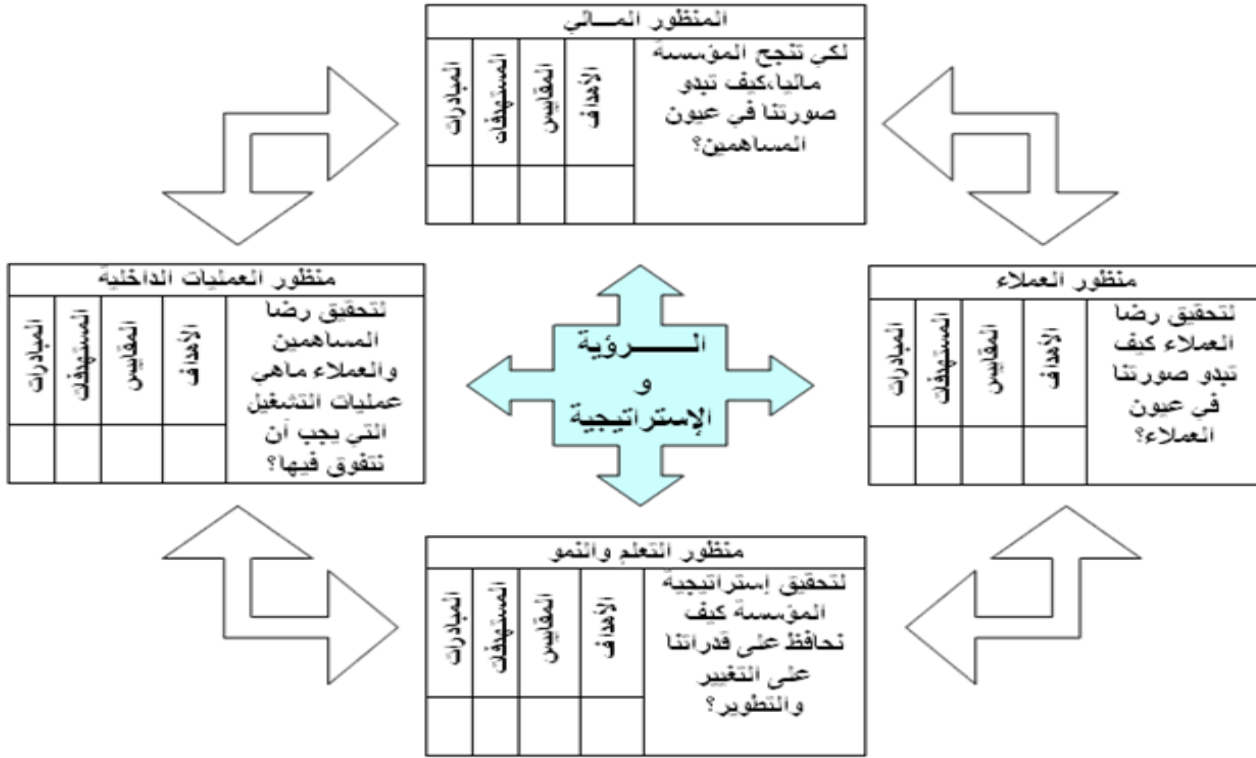 المنظور المـــالي
لكي تنجح المؤسسة
ماليا،كيف تبدو
صورتنا في عيون
المساهمين؟
الأهداف
المقاييس
المستهدفات
المبادرات
منظور العملاء
لتحقيق رضا
العملاء كيف
تبدو صورتنا
في عيون
العملاء؟
الأهداف
المقاييس
المستهدفات
المبادرات
الـــــرؤية
و
الإستراتيجية
منظور العمليات الداخلية
لتحقيق رضا
المساهمين
والعملاء ماهي
عمليات التشغيل
التي يجب أن
نتفوق فيها؟
الأهداف
المقاييس
المستهدفات
المبادرات
منظور التعلم والنمو
لتحقيق إستراتيجية
المؤسسة كيف
نحافظ على قدراتنا
على التغيير
والتطوير؟
الأهداف
المقاييس
المستهدفات
المبادرات